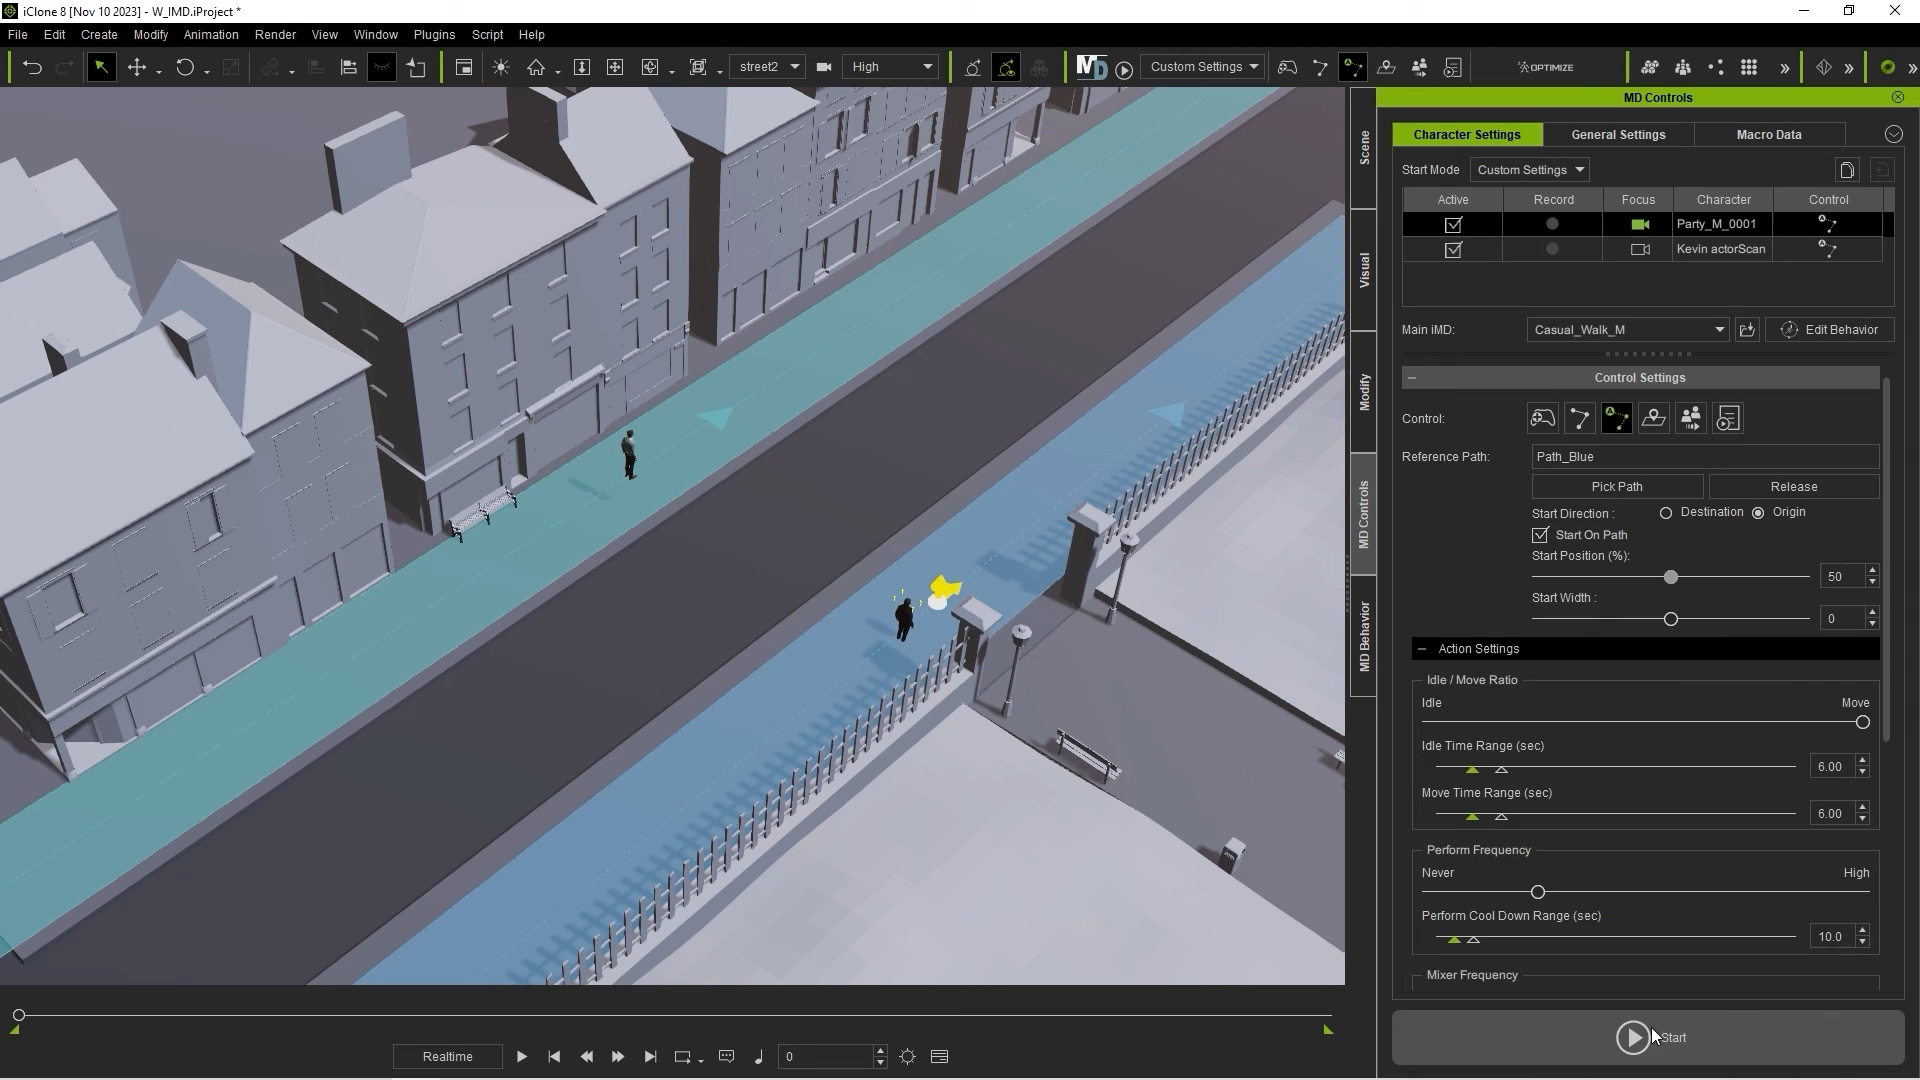 iClone 8 [Nov 10 2023] - W_IMD.iProject *
File Edit Create Modify Animation Render View Window Plugins Script Help
street2 High MD Custom Settings OPTIMIZE
MD Controls
Character Settings General Settings Macro Data
Start Mode Custom Settings
Active Record Focus Character Control
Party_M_0001
Kevin actorScan
Main iMD: Casual_Walk_M Edit Behavior
Control Settings
Control:
Reference Path: Path_Blue
Pick Path Release
Start Direction : Destination Origin
Start On Path
Start Position (%):
50
Start Width :
0
Action Settings
Idle / Move Ratio
Idle Move
Idle Time Range (sec)
6.00
Move Time Range (sec)
6.00
Perform Frequency
Never High
Perform Cool Down Range (sec)
10.0
Mixer Frequency
Start
Scene
Visual
Modify
MD Controls
MD Behavior
Realtime 0